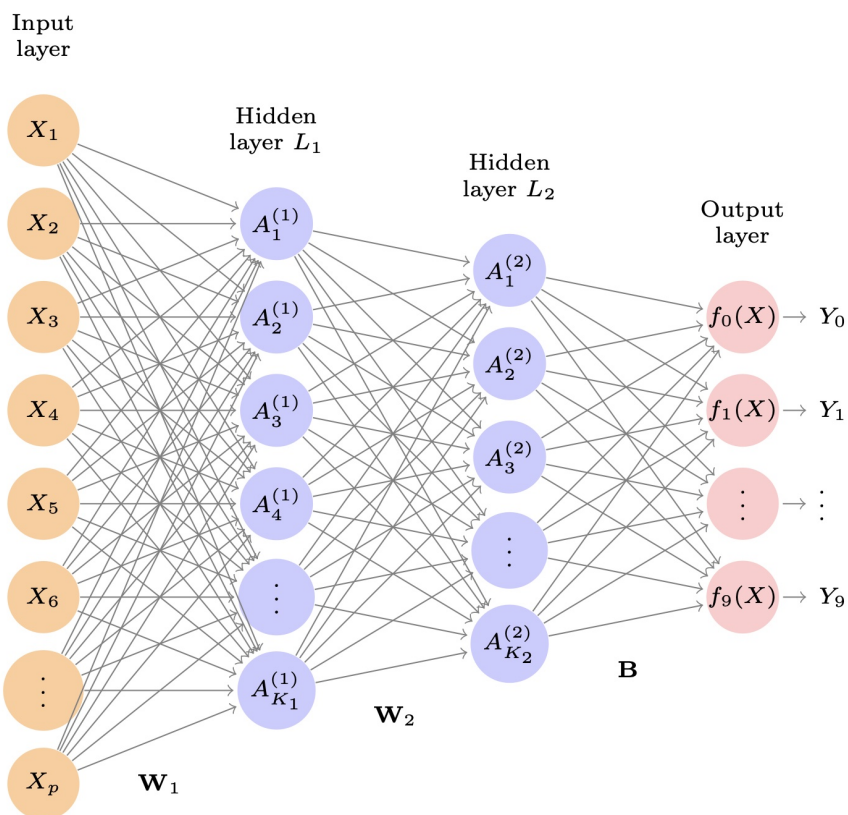 Input
layer
X₁
X₂
X₃
X₄
X₅
X₆
⋮
Xₚ
W₁
Hidden
layer L₁
A₁⁽¹⁾
A₂⁽¹⁾
A₃⁽¹⁾
A₄⁽¹⁾
⋮
A_{K₁}⁽¹⁾
W₂
Hidden
layer L₂
A₁⁽²⁾
A₂⁽²⁾
A₃⁽²⁾
⋮
A_{K₂}⁽²⁾
B
Output
layer
f₀(X) → Y₀
f₁(X) → Y₁
⋮ → ⋮
f₉(X) → Y₉